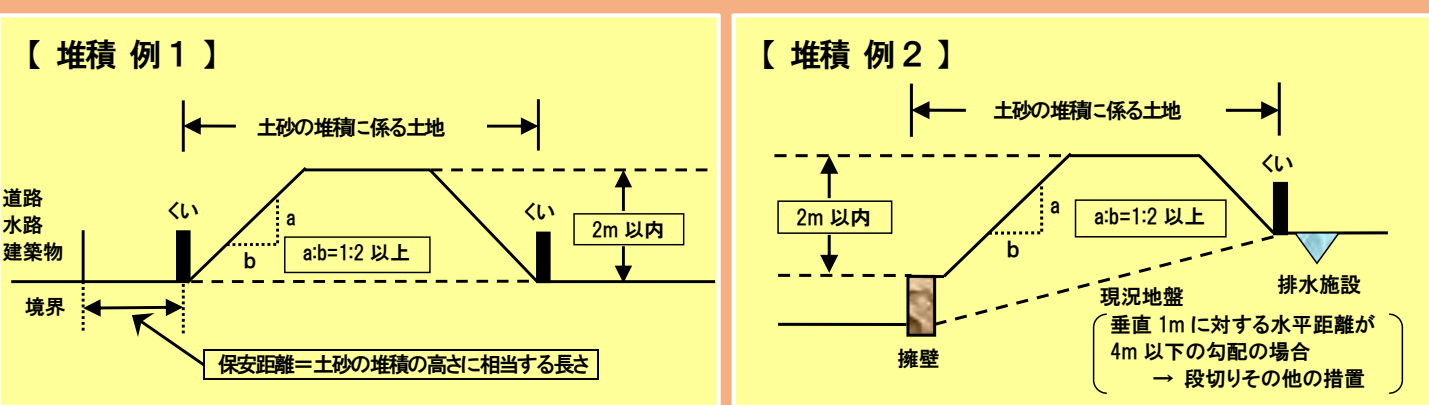 【 堆積 例１ 】
土砂の堆積に係る土地
道路
水路
建築物
くい
a
b
a:b=1:2 以上
くい
2m 以内
境界
保安距離＝土砂の堆積の高さに相当する長さ
【 堆積 例２ 】
土砂の堆積に係る土地
くい
2m 以内
a
b
a:b=1:2 以上
排水施設
現況地盤
垂直 1m に対する水平距離が
4m 以下の勾配の場合
→ 段切りその他の措置
擁壁